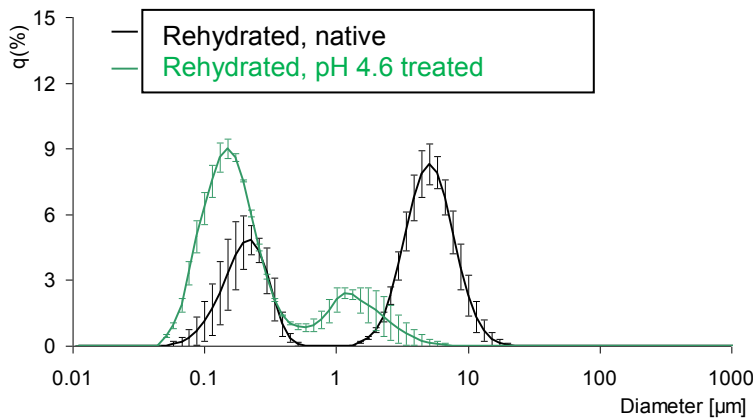 15
q(%)
Rehydrated, native
Rehydrated, pH 4.6 treated
12
9
6
3
0
0.01 0.1 1 10 100 1000
Diameter [µm]